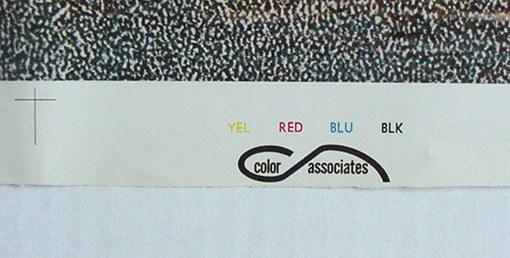 YEL RED BLU BLK
color associates